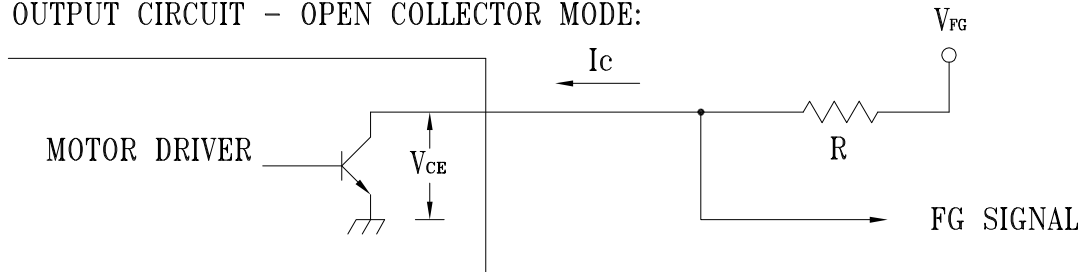 OUTPUT CIRCUIT - OPEN COLLECTOR MODE:
VFG
Ic
MOTOR DRIVER
VCE
R
FG SIGNAL